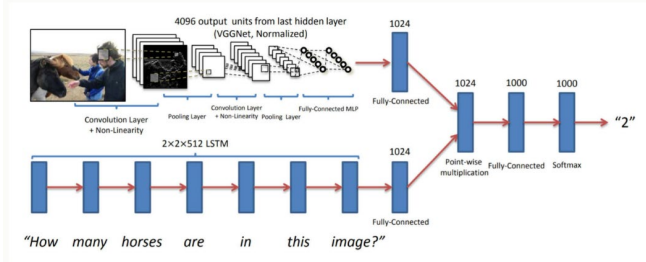 4096 output units from last hidden layer
(VGGNet, Normalized)
1024
Convolution Layer
+ Non-Linearity
Pooling Layer
Convolution Layer
+ Non-Linearity
Pooling Layer
Fully-Connected MLP
Fully-Connected
1024
1000
1000
"2"
Point-wise
multiplication
Fully-Connected
Softmax
2×2×512 LSTM
1024
Fully-Connected
"How many horses are in this image?"